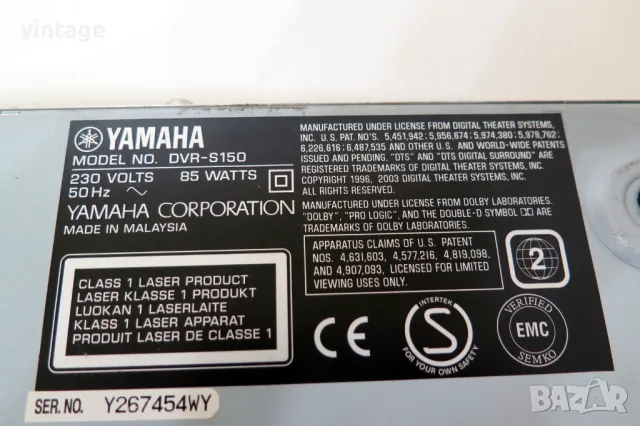 vintage
YAMAHA
MODEL NO. DVR-S150
230 VOLTS 85 WATTS
50 Hz
YAMAHA CORPORATION
MADE IN MALAYSIA
MANUFACTURED UNDER LICENSE FROM DIGITAL THEATER SYSTEMS,
INC. U.S. PAT. NO'S. 5,451,942; 5,956,674; 5,974,380; 5,978,762;
6,226,616; 6,487,535 AND OTHER U.S. AND WORLD-WIDE PATENTS
ISSUED AND PENDING. "DTS" AND "DTS DIGITAL SURROUND" ARE
REGISTERED TRADEMARKS OF DIGITAL THEATER SYSTEMS, INC.
COPYRIGHT 1996, 2003 DIGITAL THEATER SYSTEMS, INC.
MANUFACTURED UNDER LICENSE FROM DOLBY LABORATORIES.
"DOLBY", "PRO LOGIC", AND THE DOUBLE-D SYMBOL ARE
TRADEMARKS OF DOLBY LABORATORIES.
APPARATUS CLAIMS OF U.S. PATENT
NOS. 4,631,603, 4,577,216, 4,819,098,
AND 4,907,093, LICENSED FOR LIMITED
VIEWING USES ONLY.
2
CLASS 1 LASER PRODUCT
LASER KLASSE 1 PRODUKT
LUOKAN 1 LASERLAITE
KLASS 1 LASER APPARAT
PRODUIT LASER DE CLASSE 1
CE
INTERTEK
S
FOR YOUR OWN SAFETY
VERIFIED
EMC
SEMKO
SER. NO. Y267454WY
bazar